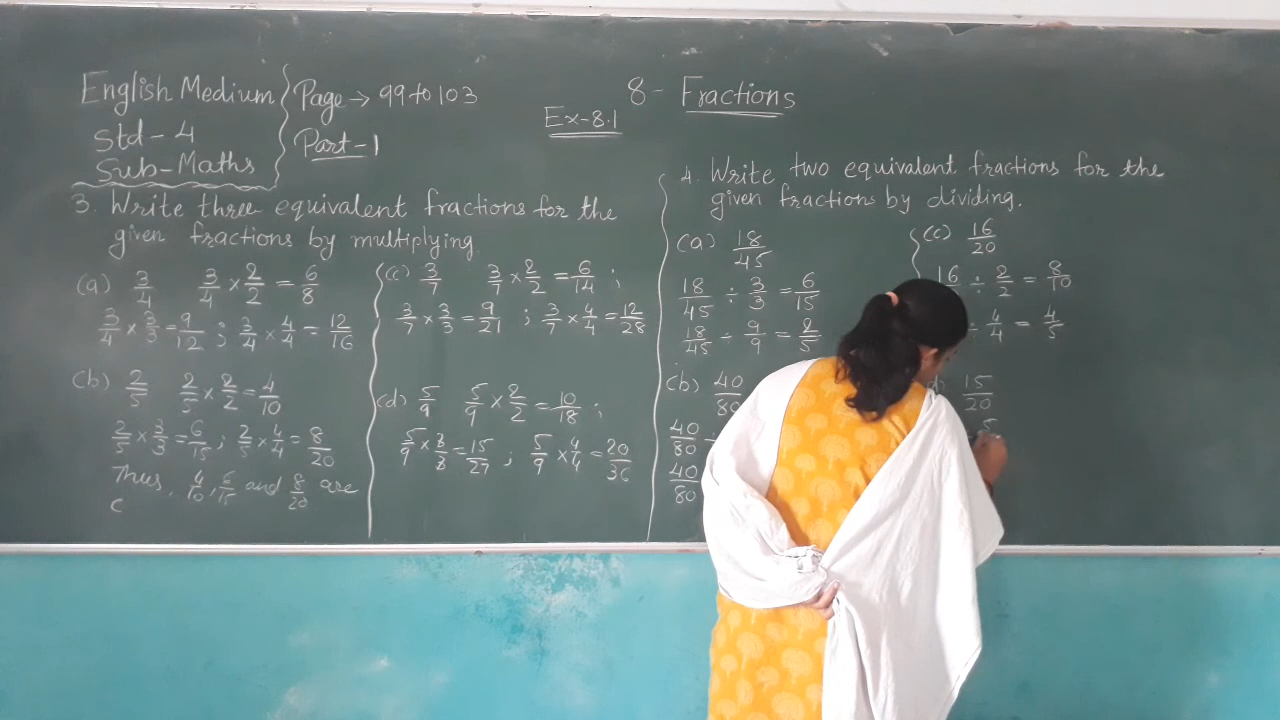 English Medium
Std - 4
Sub - Maths
Page → 99 to 103
Part - 1
8 - Fractions
Ex - 8.1
3. Write three equivalent fractions for the
given fractions by multiplying.
(a) 3/4 3/4 × 2/2 = 6/8
3/4 × 3/3 = 9/12 ; 3/4 × 4/4 = 12/16
(b) 2/5 2/5 × 2/2 = 4/10
2/5 × 3/3 = 6/15 ; 2/5 × 4/4 = 8/20
Thus, 4/10, 6/15 and 8/20 are
(c) 3/7 3/7 × 2/2 = 6/14 ;
3/7 × 3/3 = 9/21 ; 3/7 × 4/4 = 12/28
(d) 5/9 5/9 × 2/2 = 10/18 ;
5/9 × 3/3 = 15/27 ; 5/9 × 4/4 = 20/36
4. Write two equivalent fractions for the
given fractions by dividing.
(a) 18/45
18/45 ÷ 3/3 = 6/15
18/45 ÷ 9/9 = 2/5
(b) 40/80
40/80
40/80
(c) 16/20
16 ÷ 2/2 = 8/10
÷ 4/4 = 4/5
15/20
5